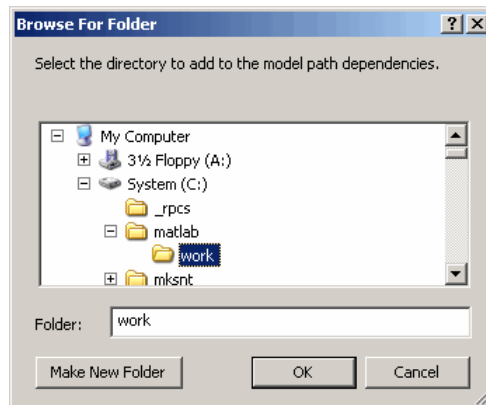 Browse For Folder
Select the directory to add to the model path dependencies.
My Computer
3½ Floppy (A:)
System (C:)
_rpcs
matlab
work
mksnt
Folder: work
Make New Folder OK Cancel